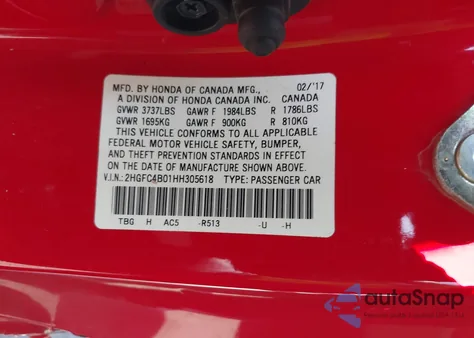 MFD. BY HONDA OF CANADA MFG., 02/'17
A DIVISION OF HONDA CANADA INC. CANADA
GVWR 3737LBS GAWR F 1984LBS R 1786LBS
GVWR 1695KG GAWR F 900KG R 810KG
THIS VEHICLE CONFORMS TO ALL APPLICABLE
FEDERAL MOTOR VEHICLE SAFETY, BUMPER,
AND THEFT PREVENTION STANDARDS IN EFFECT
ON THE DATE OF MANUFACTURE SHOWN ABOVE.
V.I.N.: 2HGFC4B01HH305618 TYPE: PASSENGER CAR
TBG H AC5 -R513 -U -H
autoSnap